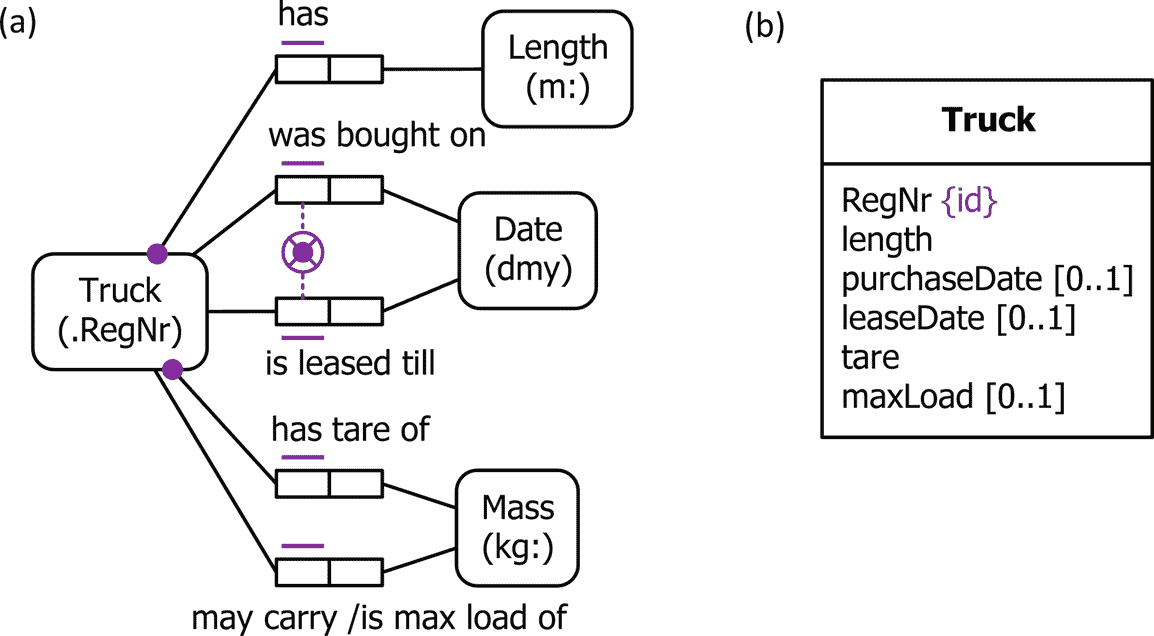 (a)
has
Length
(m:)
was bought on
Date
(dmy)
Truck
(.RegNr)
is leased till
has tare of
Mass
(kg:)
may carry /is max load of
(b)
Truck
RegNr {id}
length
purchaseDate [0..1]
leaseDate [0..1]
tare
maxLoad [0..1]